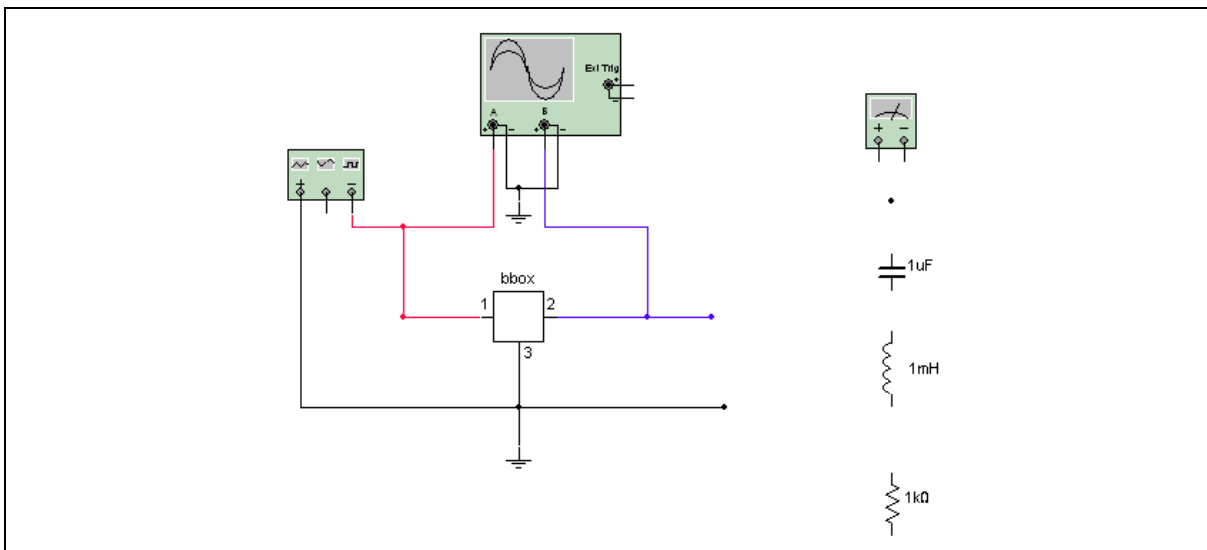 Ext Trig
+
−
A
B
+ − + −
+ −
+ −
bbox
1 2
3
1uF
1mH
1kΩ